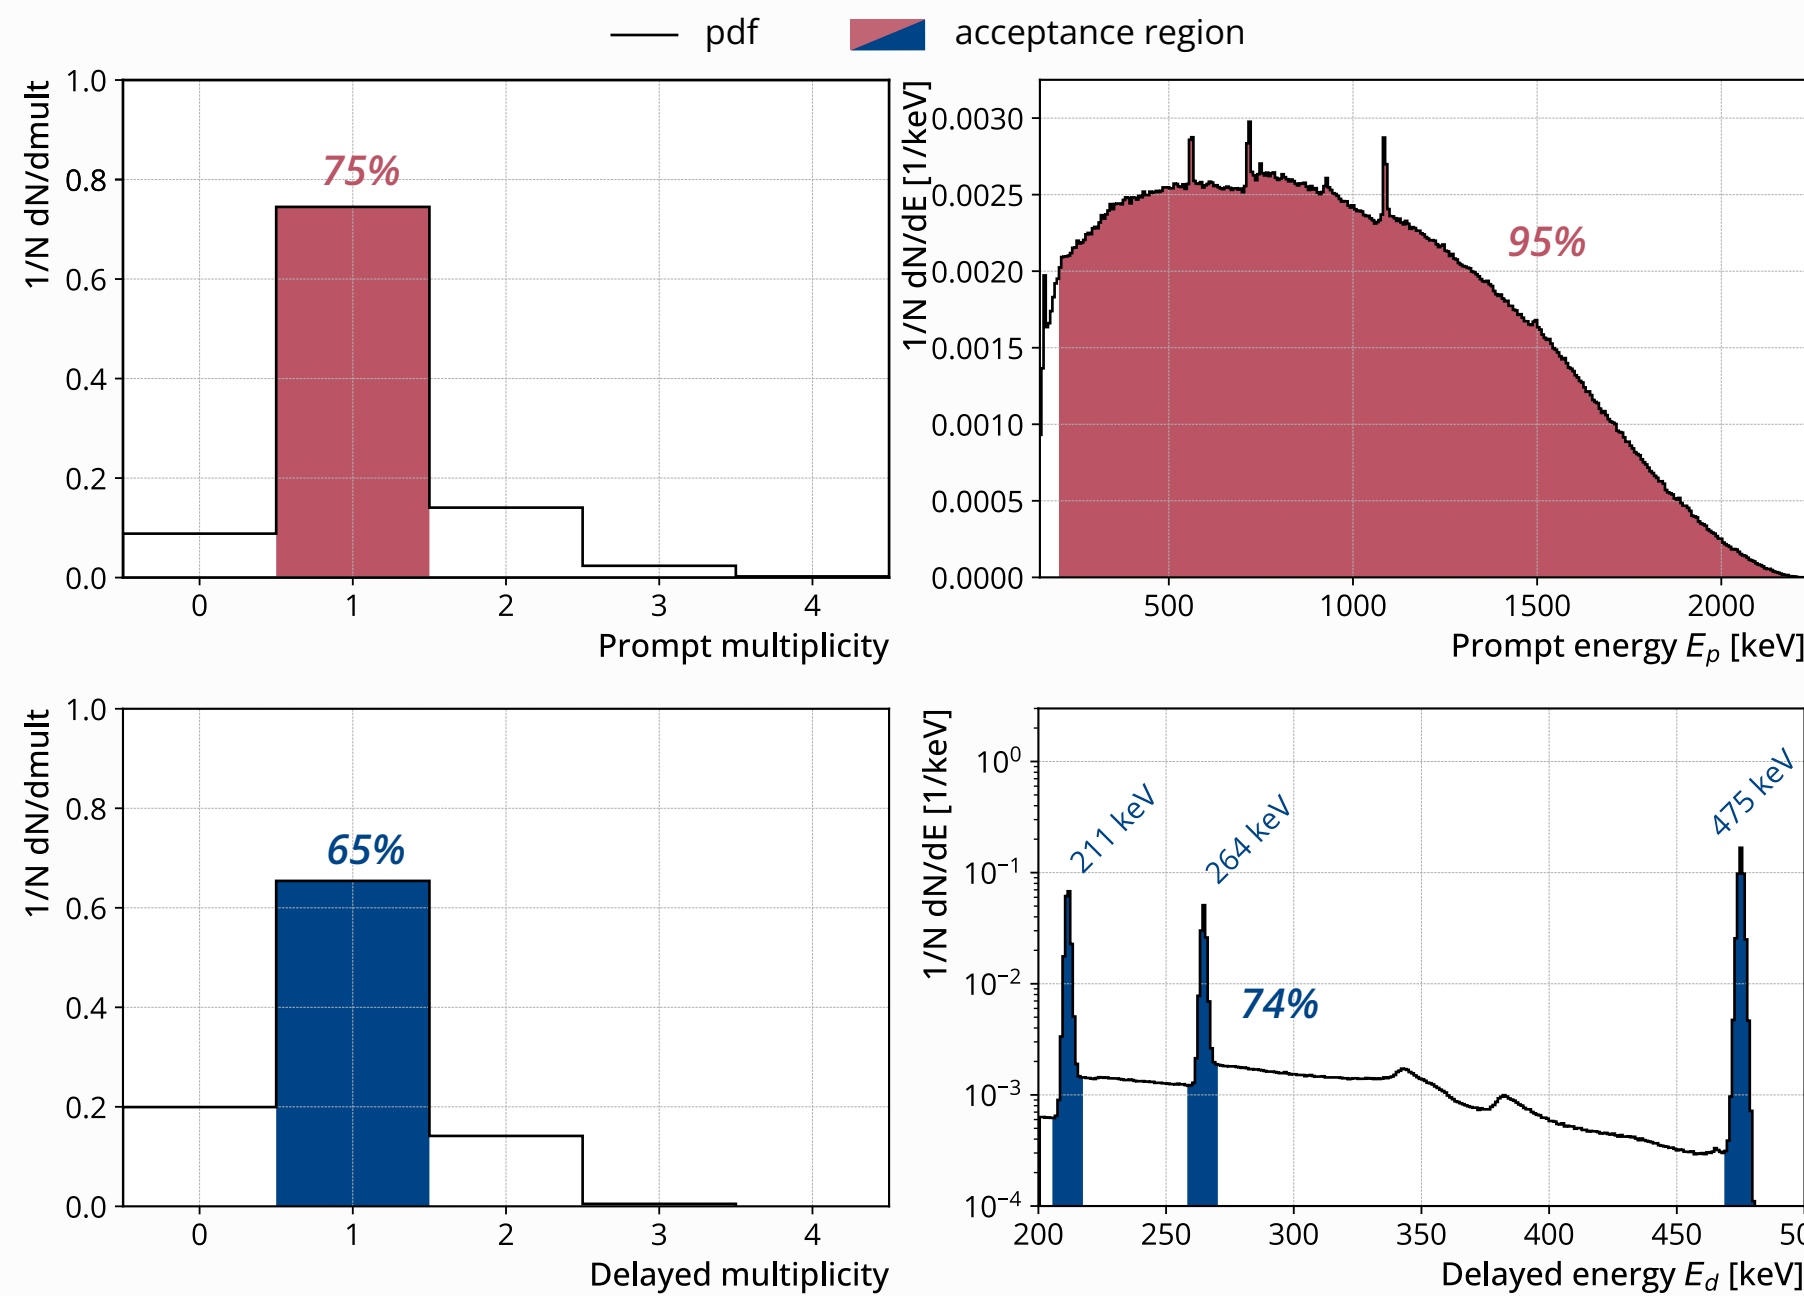 pdf acceptance region
1/N dN/dmult
1.0
0.8
0.6
0.4
0.2
0.0
75%
0 1 2 3 4
Prompt multiplicity
1/N dN/dE [1/keV]
0.0030
0.0025
0.0020
0.0015
0.0010
0.0005
0.0000
95%
500 1000 1500 2000
Prompt energy E_p [keV]
1/N dN/dmult
1.0
0.8
0.6
0.4
0.2
0.0
65%
0 1 2 3 4
Delayed multiplicity
1/N dN/dE [1/keV]
10⁰
10⁻¹
10⁻²
10⁻³
10⁻⁴
211 keV
264 keV
475 keV
74%
200 250 300 350 400 450
Delayed energy E_d [keV]